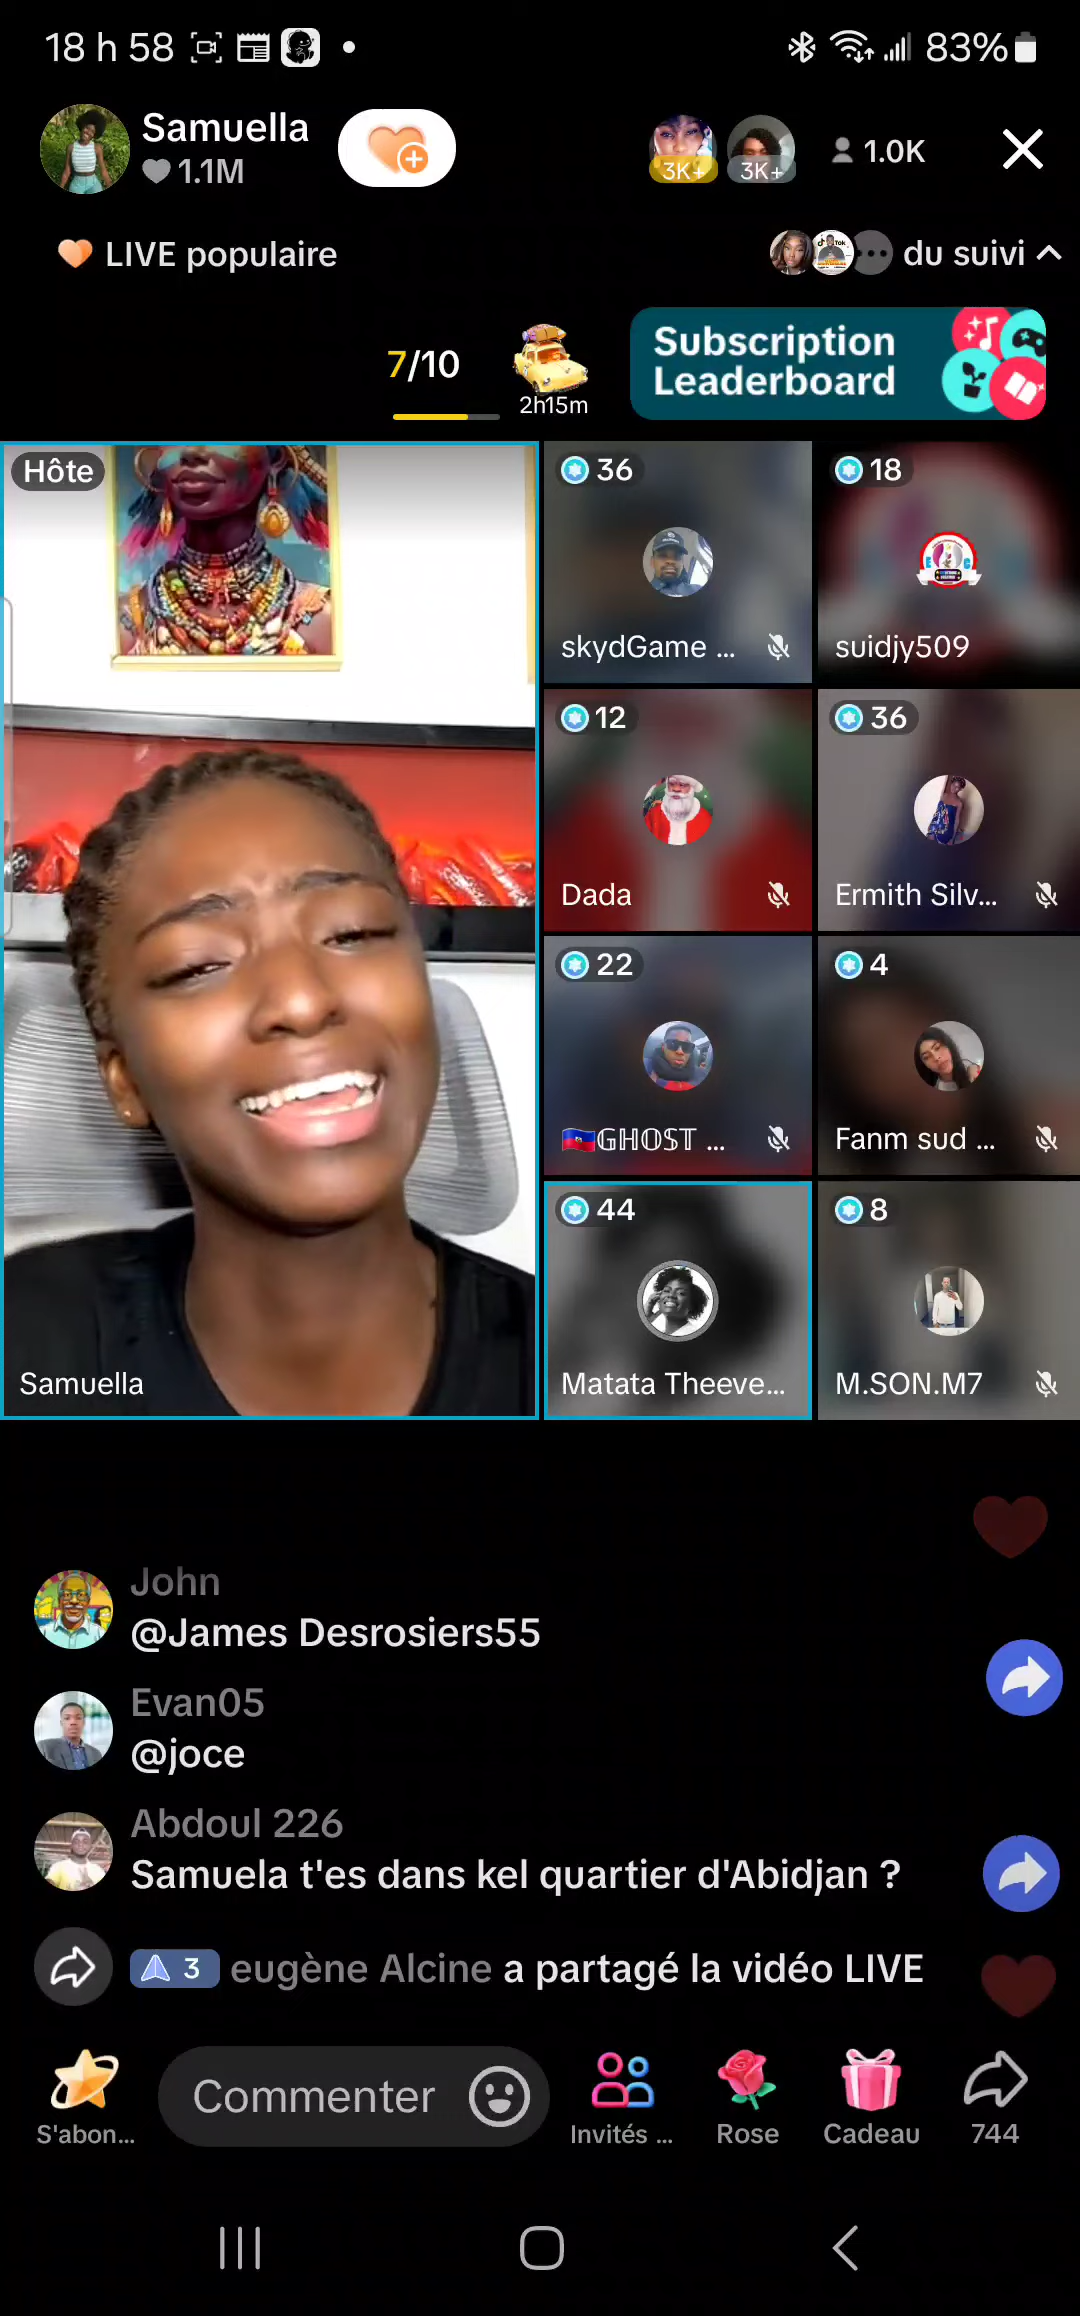 18 h 58
83%
Samuella
1.1M
3K+
3K+
1.0K
LIVE populaire
du suivi
7/10
2h15m
Subscription
Leaderboard
Hôte
36
18
skydGame ...
suidjy509
12
36
Dada
Ermith Silv...
22
4
🇭🇹GHOST ...
Fanm sud ...
44
8
Samuella
Matata Theeve...
M.SON.M7
John
@James Desrosiers55
Evan05
@joce
Abdoul 226
Samuela t'es dans kel quartier d'Abidjan ?
3 eugène Alcine a partagé la vidéo LIVE
Commenter
S'abon...
Invités ...
Rose
Cadeau
744